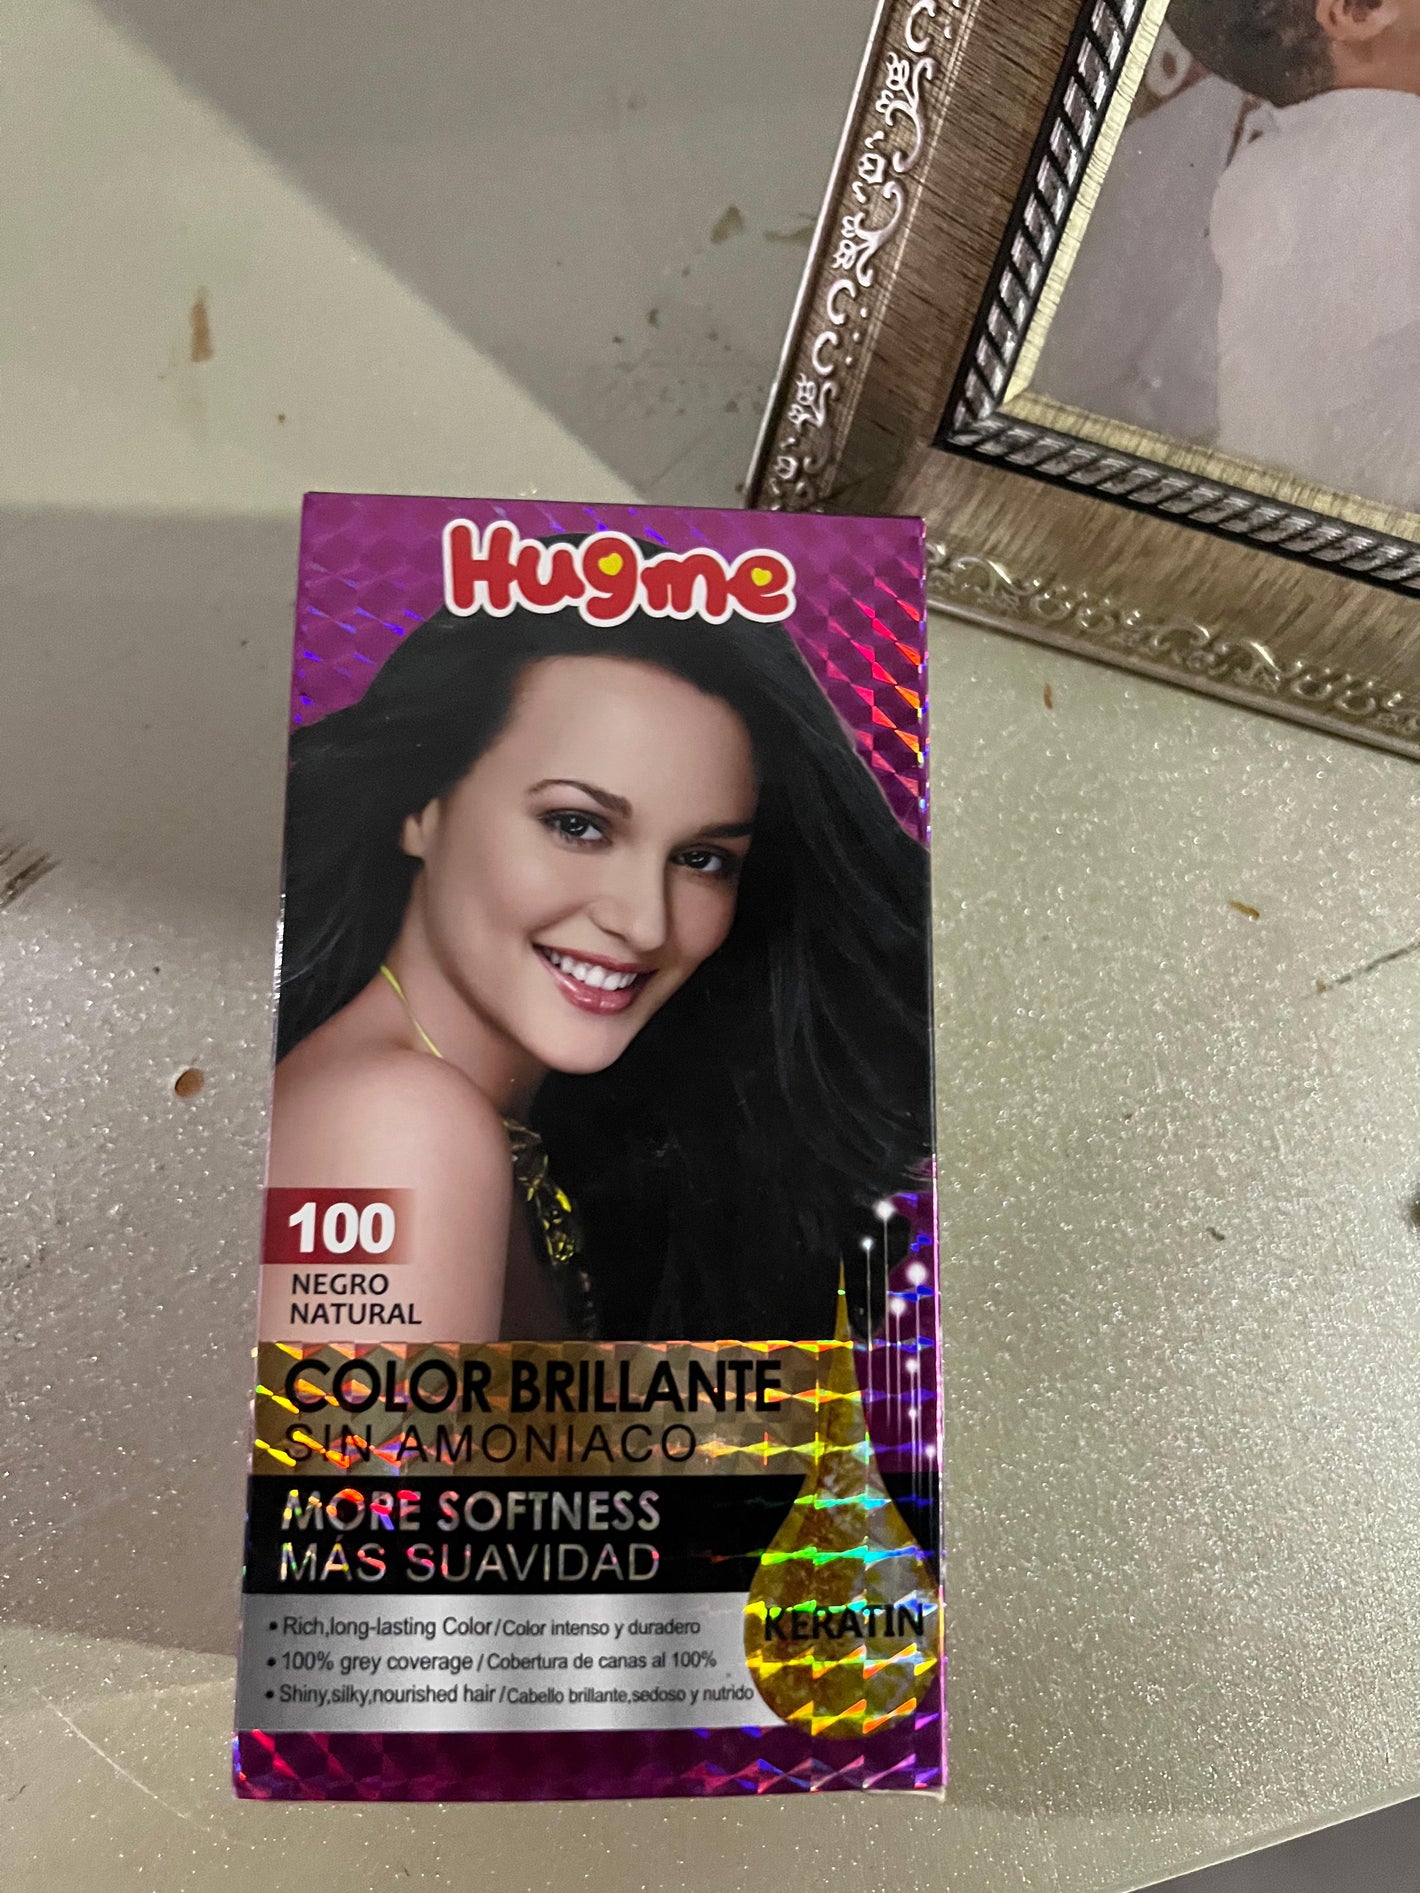 Hugme
100
NEGRO
NATURAL
COLOR BRILLANTE
SIN AMONIACO
MORE SOFTNESS
MÁS SUAVIDAD
• Rich,long-lasting Color/Color intenso y duradero
• 100% grey coverage/Cobertura de canas al 100%
• Shiny,silky,nourished hair/Cabello brillante,sedoso y nutrido
KERATIN